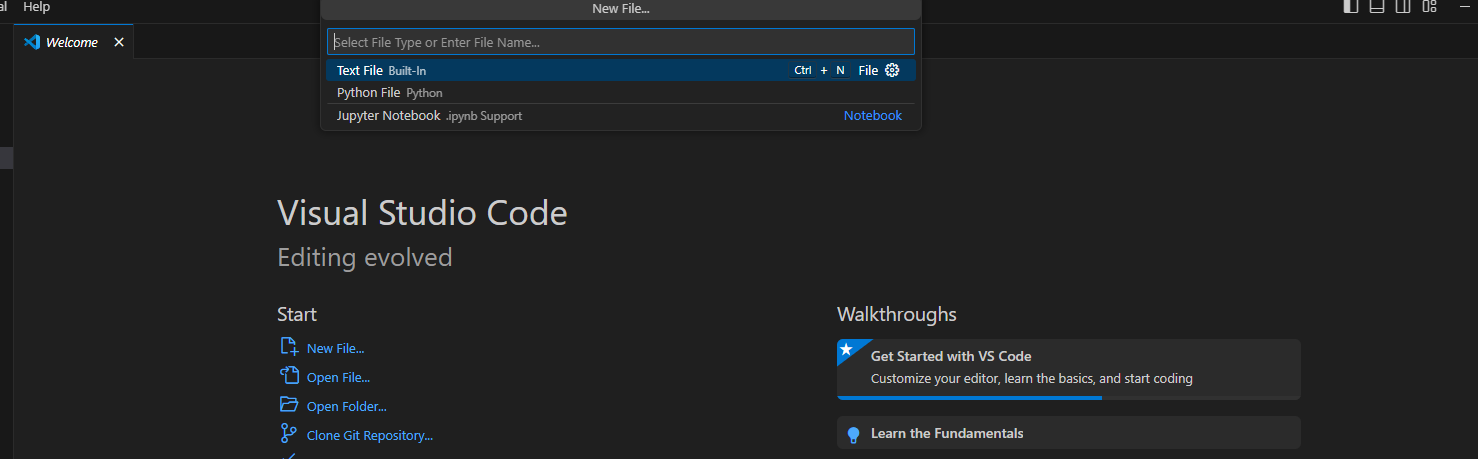 al Help
New File...
Welcome
Select File Type or Enter File Name...
Text File Built-In Ctrl + N File
Python File Python
Jupyter Notebook .ipynb Support Notebook
Visual Studio Code
Editing evolved
Start
New File...
Open File...
Open Folder...
Clone Git Repository...
Walkthroughs
Get Started with VS Code
Customize your editor, learn the basics, and start coding
Learn the Fundamentals